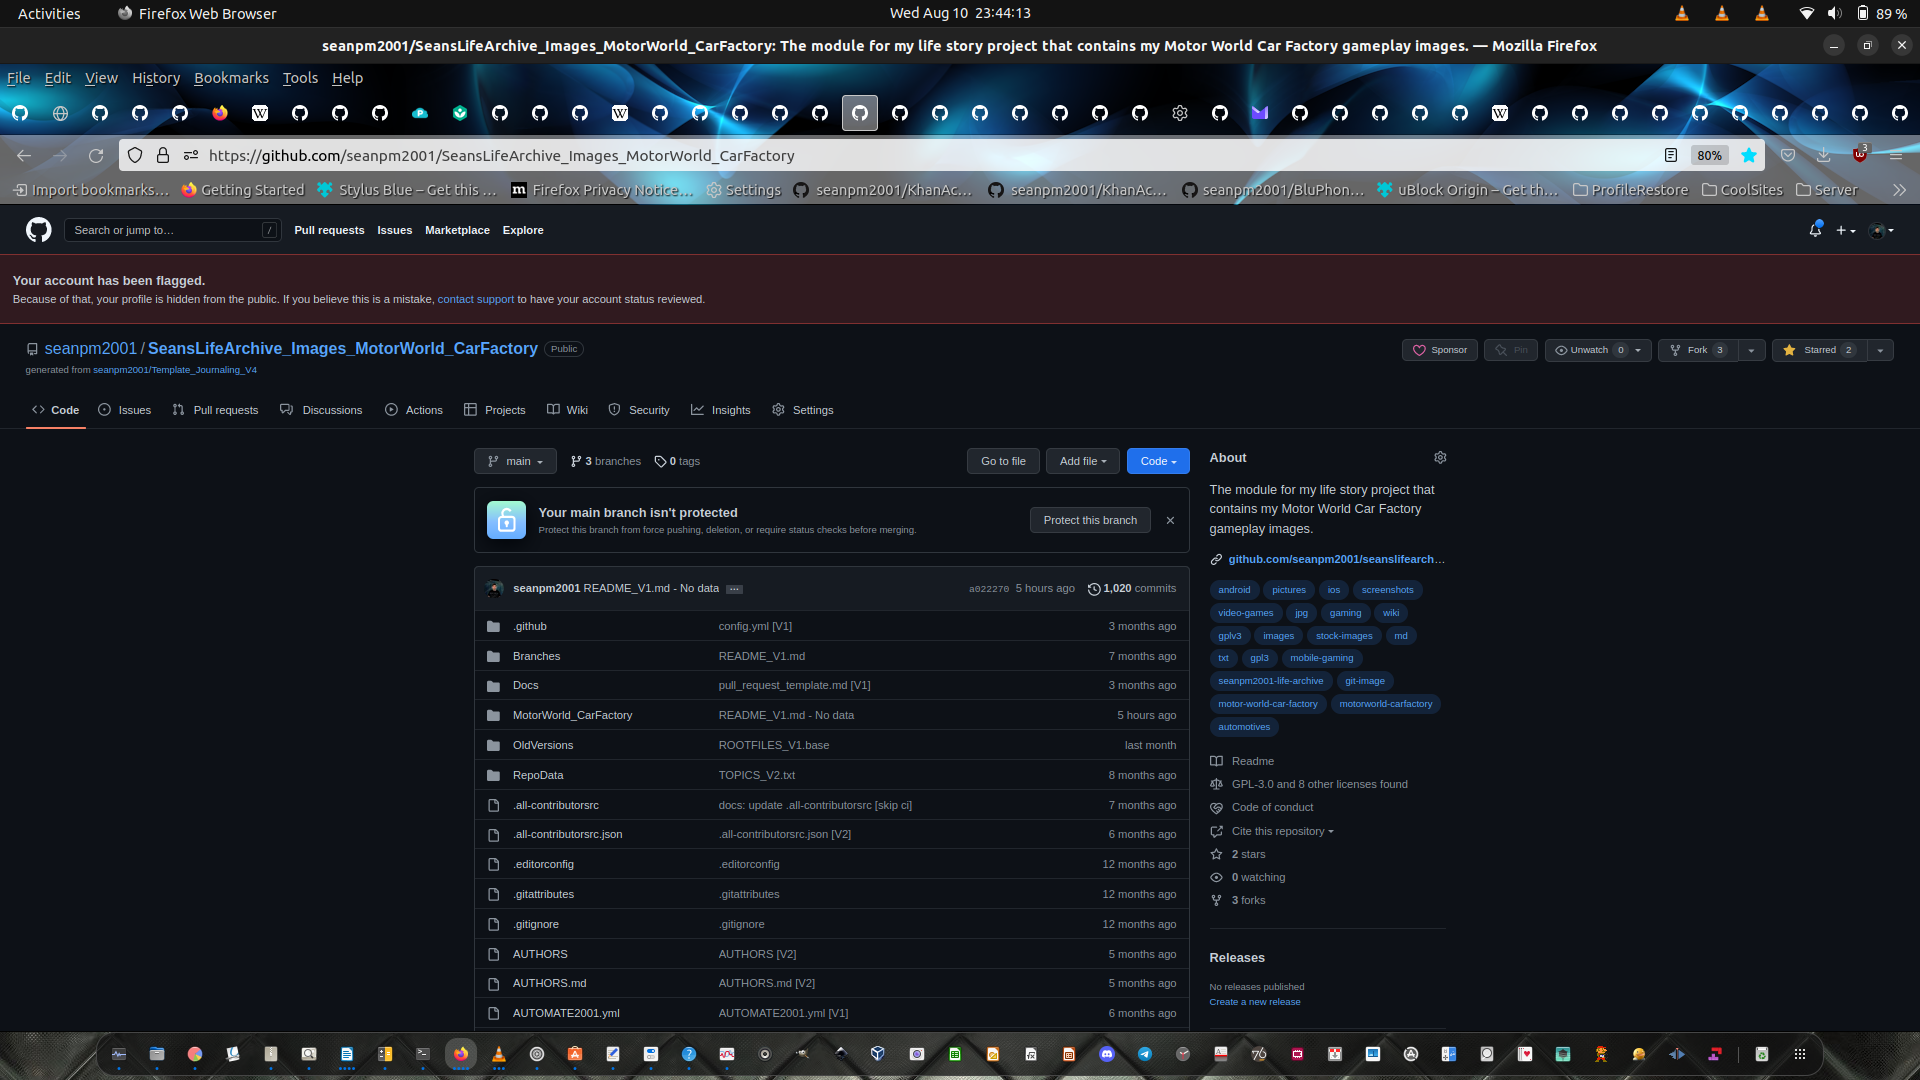 Activities
Firefox Web Browser
Wed Aug 10 23:44:13
89 %
seanpm2001/SeansLifeArchive_Images_MotorWorld_CarFactory: The module for my life story project that contains my Motor World Car Factory gameplay images. — Mozilla Firefox
File Edit View History Bookmarks Tools Help
https://github.com/seanpm2001/SeansLifeArchive_Images_MotorWorld_CarFactory
80%
3
Import bookmarks… Getting Started Stylus Blue – Get this … Firefox Privacy Notice… Settings seanpm2001/KhanAc… seanpm2001/KhanAc… seanpm2001/BluPhon… uBlock Origin – Get th… ProfileRestore CoolSites Server
Search or jump to… /
Pull requests Issues Marketplace Explore
Your account has been flagged.
Because of that, your profile is hidden from the public. If you believe this is a mistake, contact support to have your account status reviewed.
seanpm2001 / SeansLifeArchive_Images_MotorWorld_CarFactory Public
Sponsor Pin Unwatch 0 Fork 3 Starred 2
generated from seanpm2001/Template_Journaling_V4
Code Issues Pull requests Discussions Actions Projects Wiki Security Insights Settings
main 3 branches 0 tags Go to file Add file Code
Your main branch isn't protected
Protect this branch from force pushing, deletion, or require status checks before merging.
Protect this branch
seanpm2001 README_V1.md - No data … a022270 5 hours ago 1,020 commits
.github config.yml [V1] 3 months ago
Branches README_V1.md 7 months ago
Docs pull_request_template.md [V1] 3 months ago
MotorWorld_CarFactory README_V1.md - No data 5 hours ago
OldVersions ROOTFILES_V1.base last month
RepoData TOPICS_V2.txt 8 months ago
.all-contributorsrc docs: update .all-contributorsrc [skip ci] 7 months ago
.all-contributorsrc.json .all-contributorsrc.json [V2] 6 months ago
.editorconfig .editorconfig 12 months ago
.gitattributes .gitattributes 12 months ago
.gitignore .gitignore 12 months ago
AUTHORS AUTHORS [V2] 5 months ago
AUTHORS.md AUTHORS.md [V2] 5 months ago
AUTOMATE2001.yml AUTOMATE2001.yml [V1] 6 months ago
About
The module for my life story project that
contains my Motor World Car Factory
gameplay images.
github.com/seanpm2001/seanslifearch…
android pictures ios screenshots
video-games jpg gaming wiki
gplv3 images stock-images md
txt gpl3 mobile-gaming
seanpm2001-life-archive git-image
motor-world-car-factory motorworld-carfactory
automotives
Readme
GPL-3.0 and 8 other licenses found
Code of conduct
Cite this repository
2 stars
0 watching
3 forks
Releases
No releases published
Create a new release